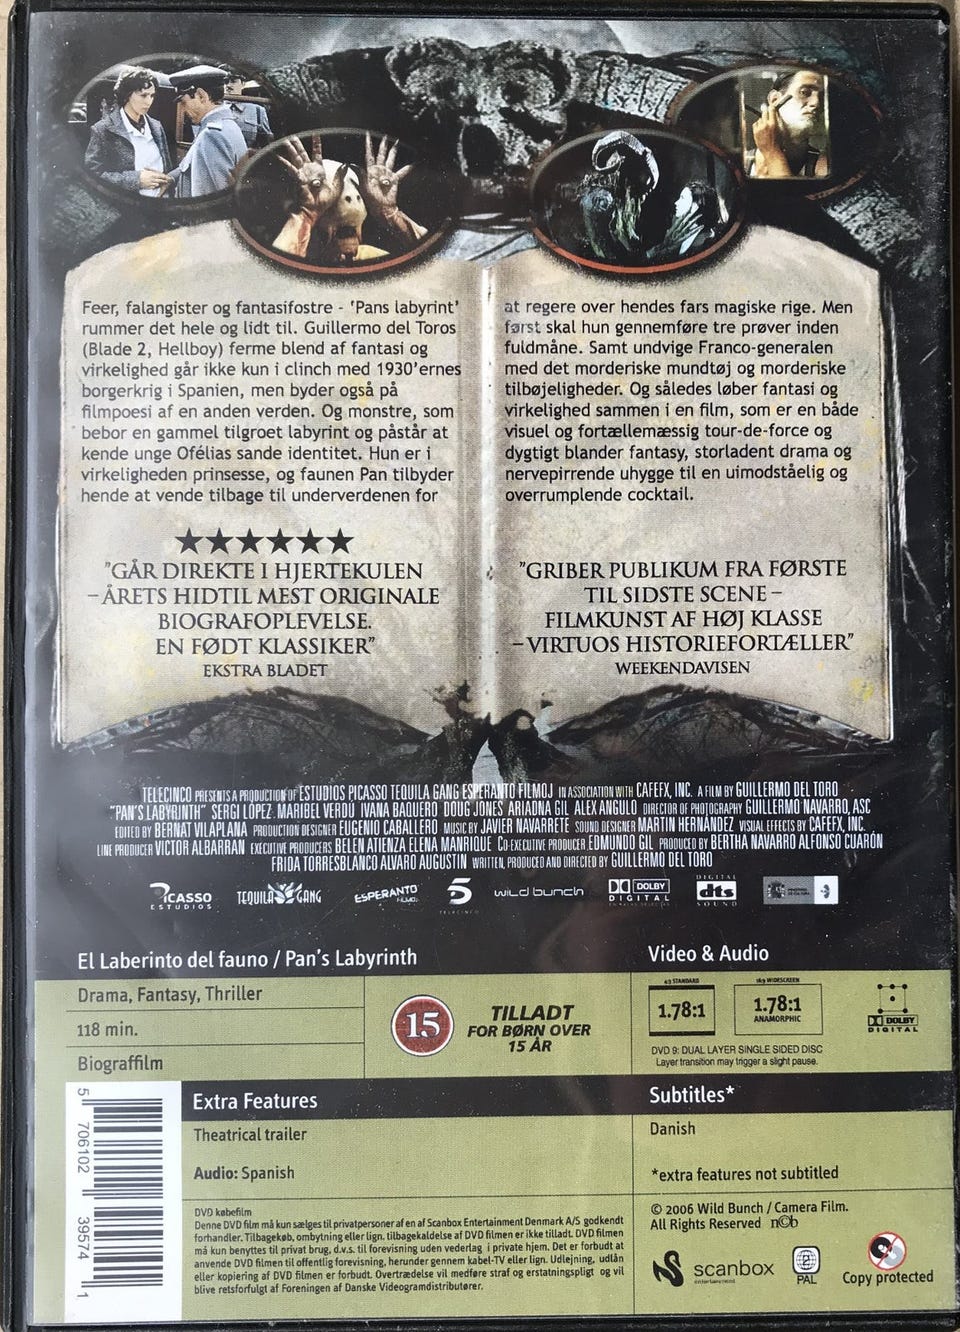 Feer, falangister og fantasifostre - 'Pans labyrint'
rummer det hele og lidt til. Guillermo del Toros
(Blade 2, Hellboy) ferme blend af fantasi og
virkelighed går ikke kun i clinch med 1930'ernes
borgerkrig i Spanien, men byder også på
filmpoesi af en anden verden. Og monstre, som
bebor en gammel tilgroet labyrint og påstår at
kende unge Ofélias sande identitet. Hun er i
virkeligheden prinsesse, og faunen Pan tilbyder
hende at vende tilbage til underverdenen for
at regere over hendes fars magiske rige. Men
først skal hun gennemføre tre prøver inden
fuldmåne. Samt undvige Franco-generalen
med det morderiske mundtøj og morderiske
tilbøjeligheder. Og således løber fantasi og
virkelighed sammen i en film, som er en både
visuel og fortællemæssig tour-de-force og
dygtigt blander fantasy, storladent drama og
nervepirrende uhygge til en uimodståelig og
overrumplende cocktail.
★★★★★★
"GÅR DIREKTE I HJERTEKULEN
– ÅRETS HIDTIL MEST ORIGINALE
BIOGRAFOPLEVELSE.
EN FØDT KLASSIKER"
EKSTRA BLADET
"GRIBER PUBLIKUM FRA FØRSTE
TIL SIDSTE SCENE –
FILMKUNST AF HØJ KLASSE
– VIRTUOS HISTORIEFORTÆLLER"
WEEKENDAVISEN
TELECINCO PRESENTS A PRODUCTION OF ESTUDIOS PICASSO TEQUILA GANG ESPERANTO FILMOJ IN ASSOCIATION WITH CAFEFX, INC. A FILM BY GUILLERMO DEL TORO
"PAN'S LABYRINTH" SERGI LÓPEZ MARIBEL VERDÚ IVANA BAQUERO DOUG JONES ARIADNA GIL ALEX ANGULO DIRECTOR OF PHOTOGRAPHY GUILLERMO NAVARRO, ASC
EDITED BY BERNAT VILAPLANA PRODUCTION DESIGNER EUGENIO CABALLERO MUSIC BY JAVIER NAVARRETE SOUND DESIGNER MARTIN HERNÁNDEZ VISUAL EFFECTS BY CAFEFX, INC.
LINE PRODUCER VICTOR ALBARRAN EXECUTIVE PRODUCERS BELEN ATIENZA ELENA MANRIQUE CO-EXECUTIVE PRODUCER EDMUNDO GIL PRODUCED BY BERTHA NAVARRO ALFONSO CUARÓN
FRIDA TORRESBLANCO ALVARO AUGUSTIN WRITTEN, PRODUCED AND DIRECTED BY GUILLERMO DEL TORO
PICASSO ESTUDIOS TEQUILA GANG ESPERANTO FILMOJ 5 TELECINCO wild bunch DOLBY DIGITAL DIGITAL dts SOUND
El Laberinto del fauno / Pan's Labyrinth
Drama, Fantasy, Thriller
118 min.
Biograffilm
15
TILLADT
FOR BØRN OVER
15 ÅR
Video & Audio
4:3 STANDARD
1.78:1
16:9 WIDESCREEN
1.78:1
ANAMORPHIC
DOLBY
DIGITAL
DVD 9: DUAL LAYER SINGLE SIDED DISC
Layer transition may trigger a slight pause.
5 706102 39574 1
Extra Features
Theatrical trailer
Audio: Spanish
Subtitles*
Danish
*extra features not subtitled
DVD købefilm
Denne DVD film må kun sælges til privatpersoner af en af Scanbox Entertainment Denmark A/S godkendt
forhandler. Tilbagekøb, ombytning eller lign. tilbagekaldelse af DVD filmen er ikke tilladt. DVD filmen
må kun benyttes til privat brug, d.v.s. til forevisning uden vederlag i private hjem. Det er forbudt at
anvende DVD filmen til offentlig forevisning, herunder gennem kabel-TV eller lign. Udlejning, udlån
eller kopiering af DVD filmen er forbudt. Overtrædelse vil medføre straf og erstatningspligt og vil
blive retsforfulgt af Foreningen af Danske Videogramdistributører.
© 2006 Wild Bunch / Camera Film.
All Rights Reserved n©b
scanbox
entertainment
PAL
Copy protected